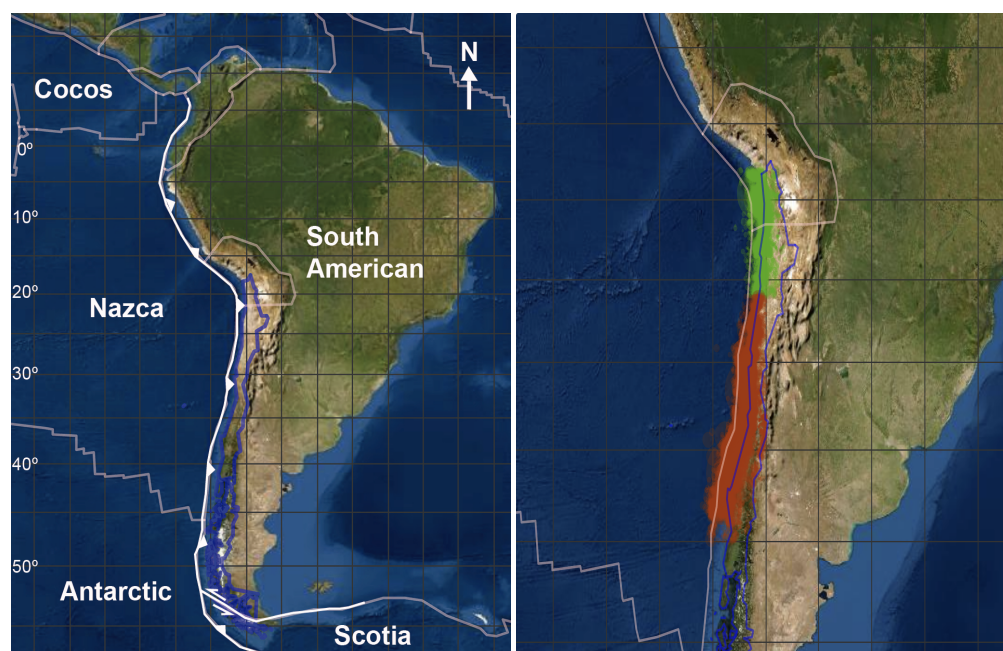 N
Cocos
0º
10º
South
American
20º
Nazca
30º
40º
50º
Antarctic
Scotia